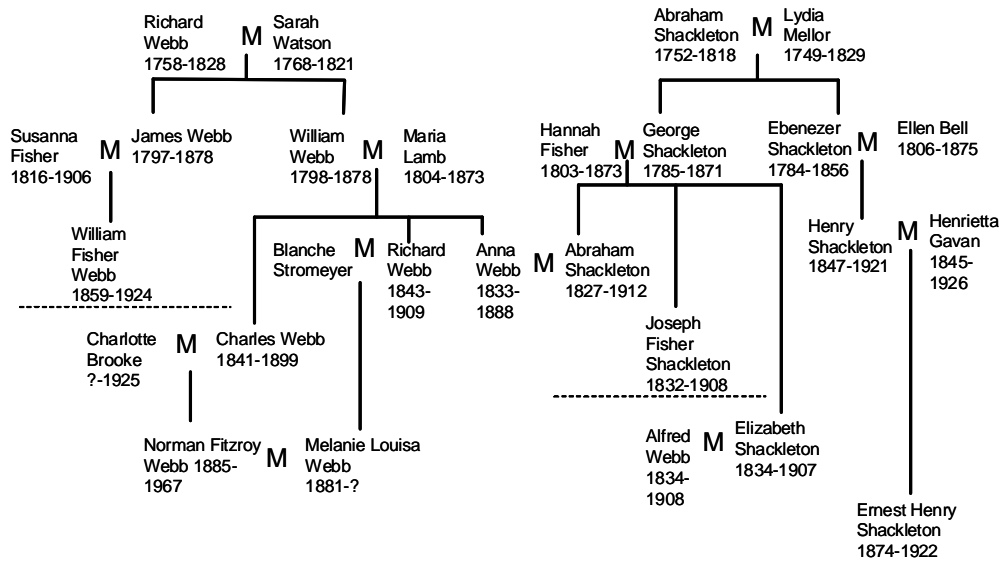 Richard
Webb
1758-1828
M
Sarah
Watson
1768-1821
Abraham
Shackleton
1752-1818
M
Lydia
Mellor
1749-1829
Susanna
Fisher
1816-1906
M
James Webb
1797-1878
William
Webb
1798-1878
M
Maria
Lamb
1804-1873
Hannah
Fisher
1803-1873
M
George
Shackleton
1785-1871
Ebenezer
Shackleton
1784-1856
M
Ellen Bell
1806-1875
William
Fisher
Webb
1859-1924
Blanche
Stromeyer
M
Richard
Webb
1843-
1909
Anna
Webb
1833-
1888
M
Abraham
Shackleton
1827-1912
Henry
Shackleton
1847-1921
M
Henrietta
Gavan
1845-
1926
Charlotte
Brooke
?-1925
M
Charles Webb
1841-1899
Joseph
Fisher
Shackleton
1832-1908
Norman Fitzroy
Webb 1885-
1967
M
Melanie Louisa
Webb
1881-?
Alfred
Webb
1834-
1908
M
Elizabeth
Shackleton
1834-1907
Ernest Henry
Shackleton
1874-1922